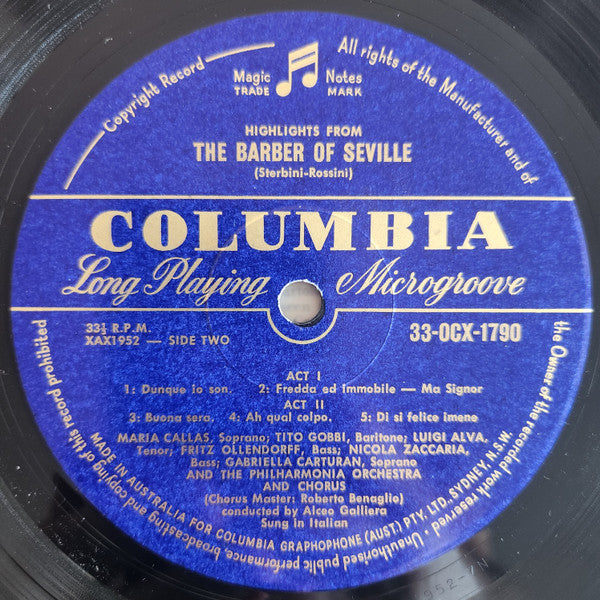 Copyright Record
Magic Notes
TRADE MARK
All rights of the Manufacturer and of
the Owner of the recorded work reserved · Unauthorised public performance, broadcasting and copying of this record prohibited
HIGHLIGHTS FROM
THE BARBER OF SEVILLE
(Sterbini-Rossini)
COLUMBIA
Long Playing Microgroove
33⅓ R.P.M.
XAX1952 — SIDE TWO
33-OCX-1790
ACT I
1: Dunque io son. 2: Fredda ed immobile — Ma Signor
ACT II
3: Buona sera. 4: Ah qual colpo. 5: Di si felice imene
MARIA CALLAS, Soprano; TITO GOBBI, Baritone; LUIGI ALVA,
Tenor; FRITZ OLLENDORFF, Bass; NICOLA ZACCARIA,
Bass; GABRIELLA CARTURAN, Soprano
AND THE PHILHARMONIA ORCHESTRA
AND CHORUS
(Chorus Master: Roberto Benaglio)
conducted by Alceo Galliera
Sung in Italian
MADE IN AUSTRALIA FOR COLUMBIA GRAPHOPHONE (AUST.) PTY. LTD. SYDNEY, N.S.W.